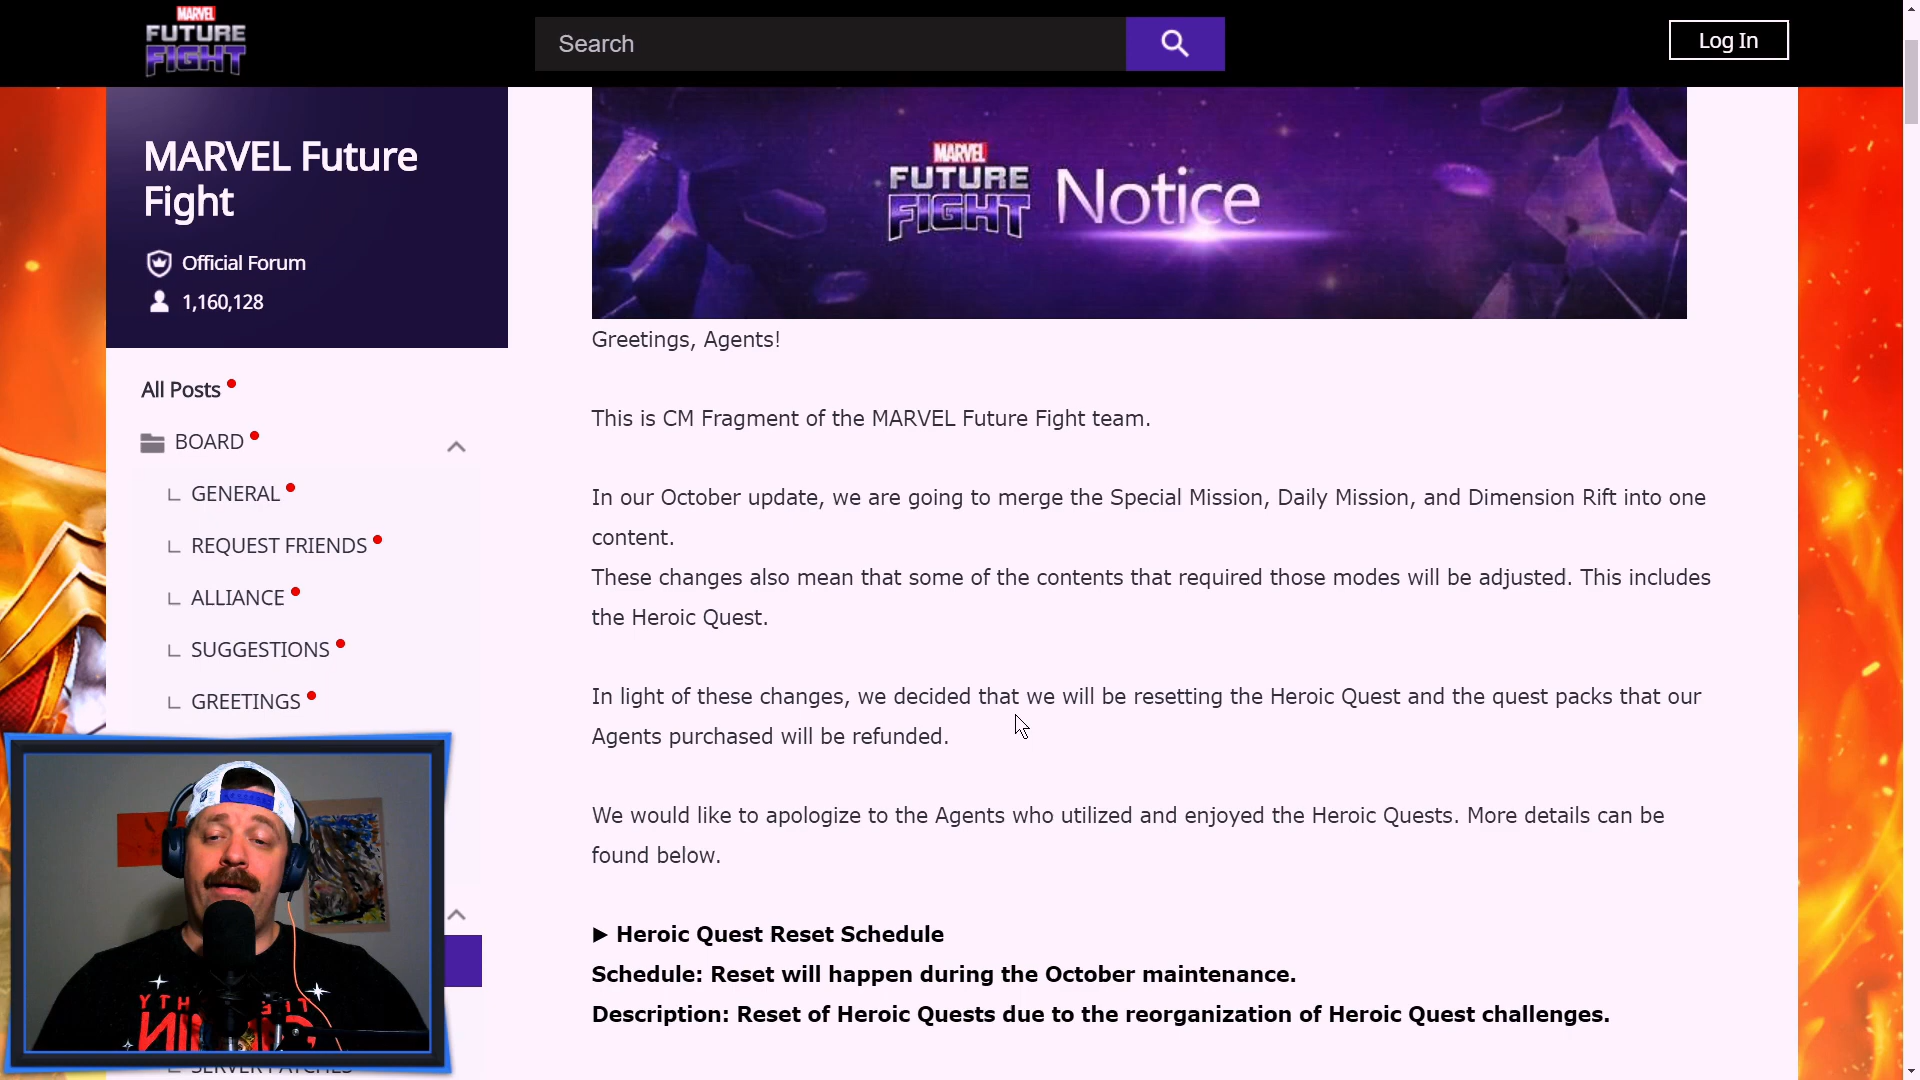 MARVEL
FUTURE
FIGHT
Search
Log In
MARVEL Future
Fight
Official Forum
1,160,128
All Posts
BOARD
GENERAL
REQUEST FRIENDS
ALLIANCE
SUGGESTIONS
GREETINGS
MARVEL
FUTURE
FIGHT
Notice
Greetings, Agents!
This is CM Fragment of the MARVEL Future Fight team.
In our October update, we are going to merge the Special Mission, Daily Mission, and Dimension Rift into one
content.
These changes also mean that some of the contents that required those modes will be adjusted. This includes
the Heroic Quest.
In light of these changes, we decided that we will be resetting the Heroic Quest and the quest packs that our
Agents purchased will be refunded.
We would like to apologize to the Agents who utilized and enjoyed the Heroic Quests. More details can be
found below.
▶ Heroic Quest Reset Schedule
Schedule: Reset will happen during the October maintenance.
Description: Reset of Heroic Quests due to the reorganization of Heroic Quest challenges.
SERVER PATCHES